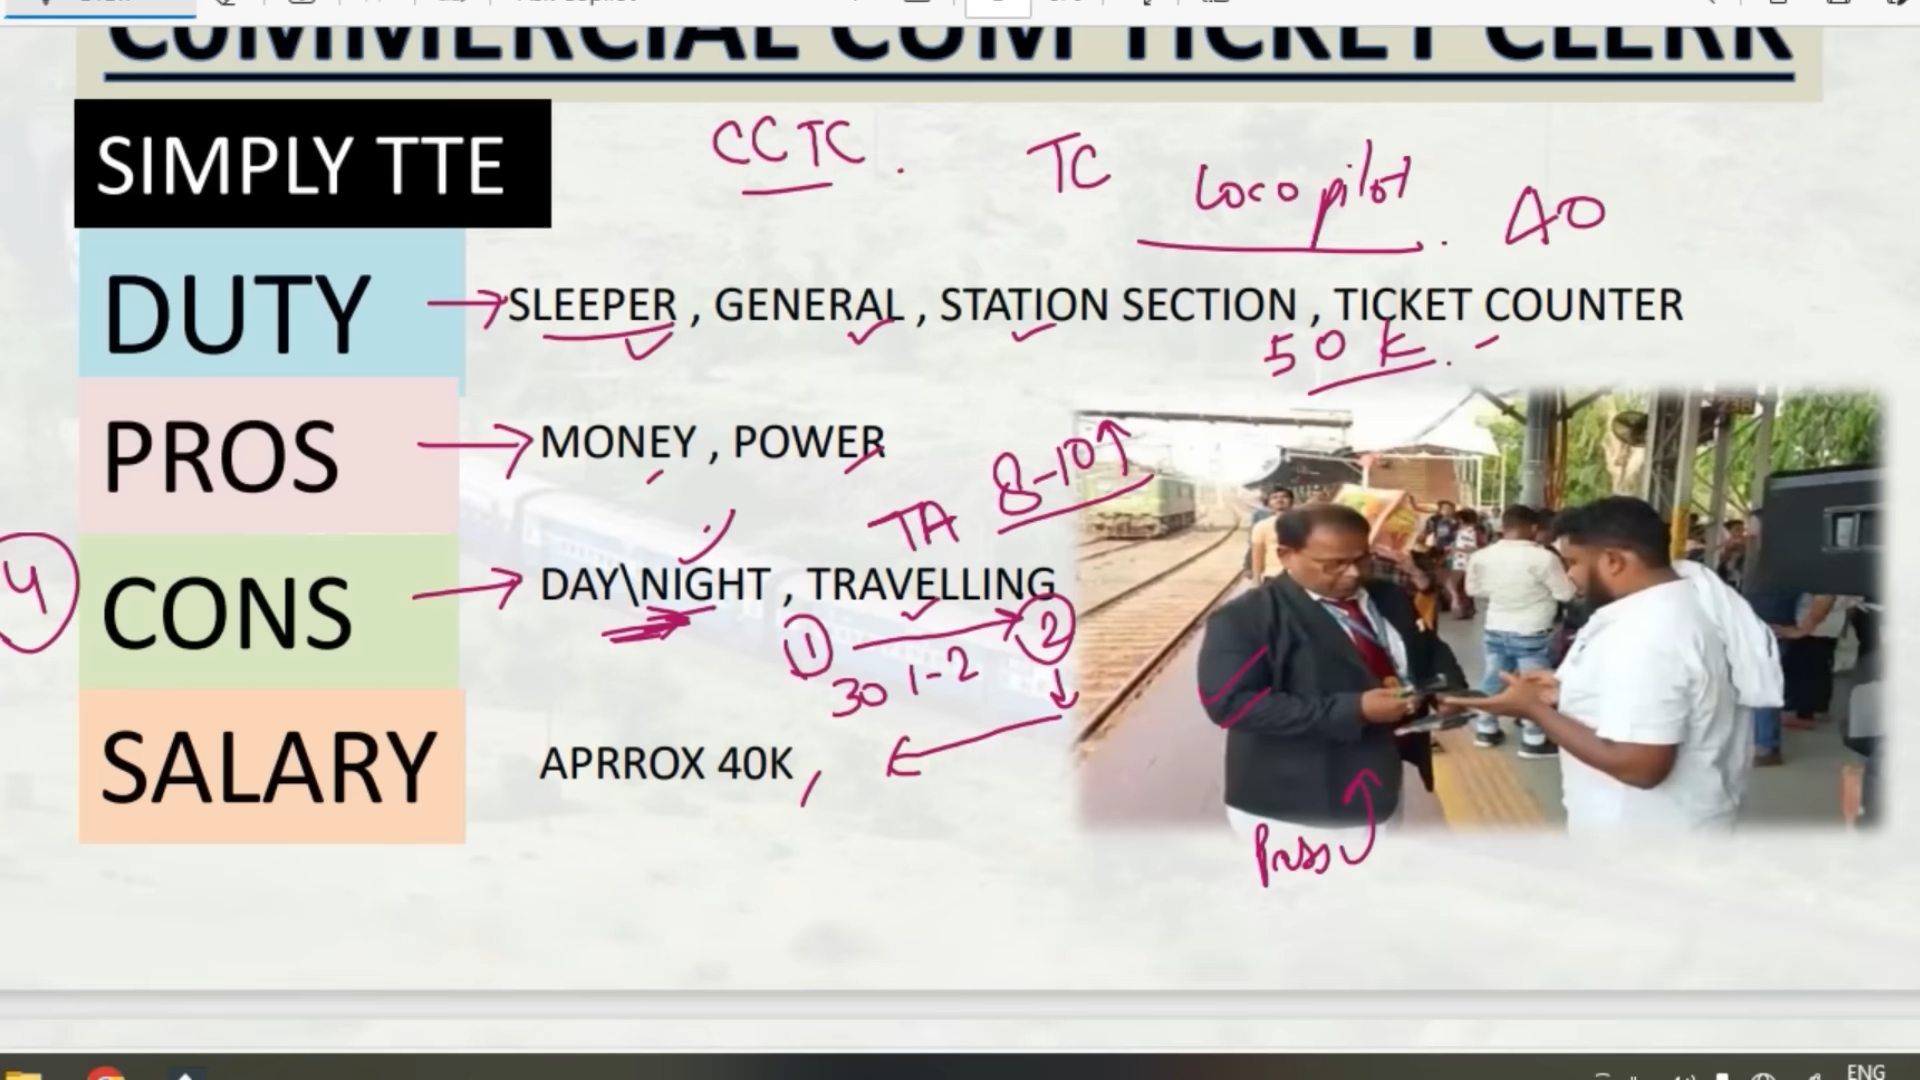 COMMERCIAL CUM TICKET CLERK
SIMPLY TTE
CCTC.
TC
Loco pilot.
40
DUTY
SLEEPER , GENERAL , STATION SECTION , TICKET COUNTER
50 K.
PROS
MONEY , POWER
8-10
TA
4
CONS
DAY\NIGHT , TRAVELLING
1
2
30 1-2
SALARY
APRROX 40K
Pass
ENG